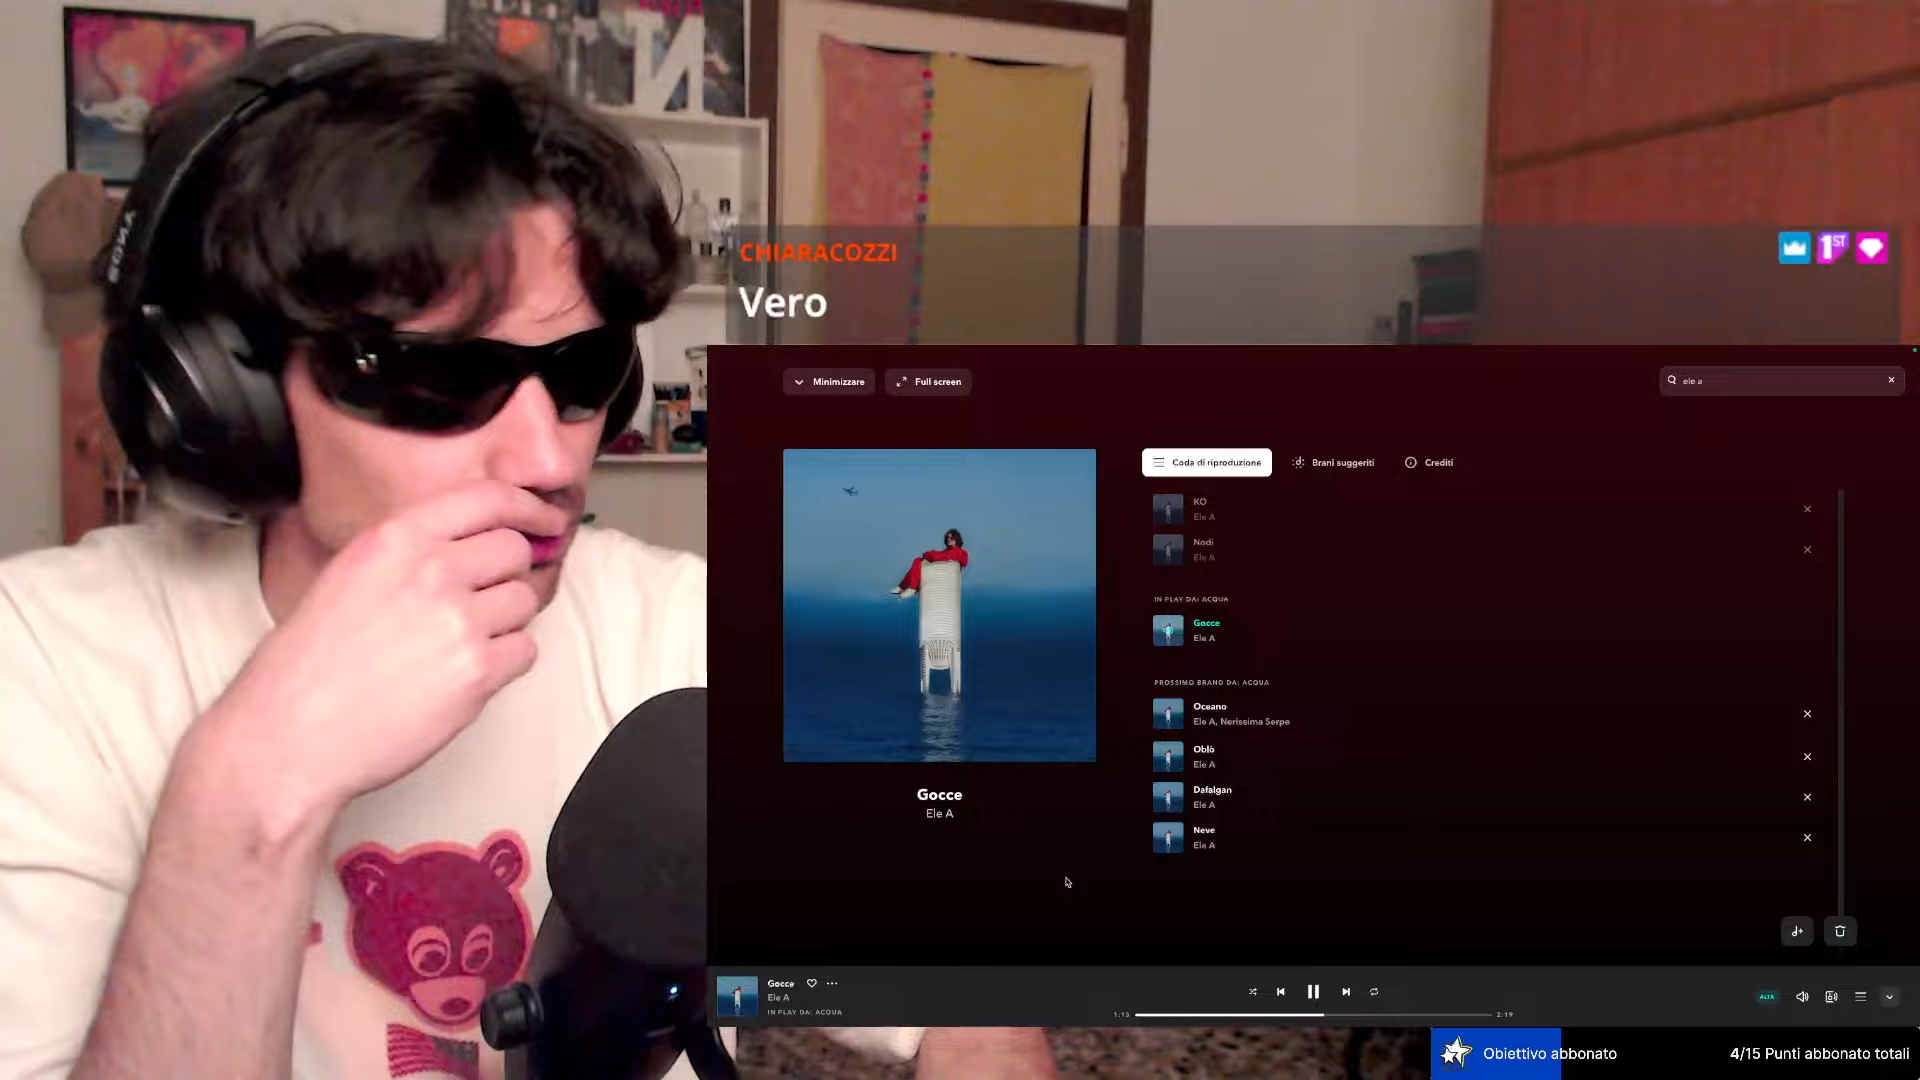 SONY
CHIARACOZZI
1ST
Vero
Minimizzare
Full screen
ele a
Coda di riproduzione
Brani suggeriti
Crediti
KO
Ele A
Nodi
Ele A
IN PLAY DA: ACQUA
Gocce
Ele A
PROSSIMO BRANO DA: ACQUA
Oceano
Ele A, Nerissima Serpe
Oblò
Ele A
Dafalgan
Ele A
Neve
Ele A
Gocce
Ele A
Gocce
Ele A
IN PLAY DA: ACQUA
1:13
2:19
ALTA
Obiettivo abbonato
4/15 Punti abbonato totali